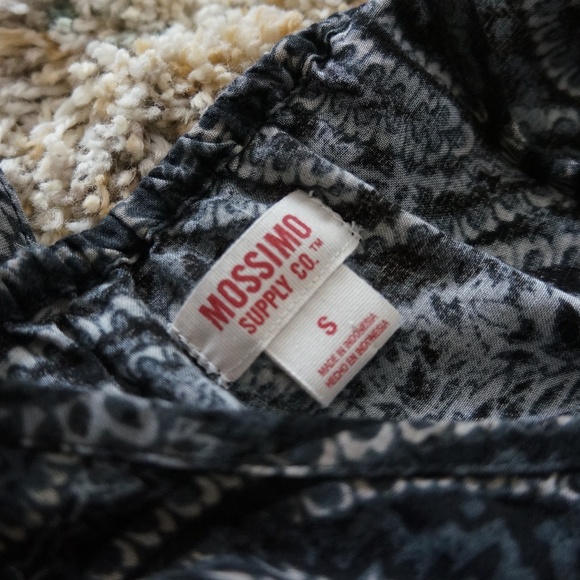 MOSSIMO
SUPPLY CO.™
S
MADE IN INDONESIA
HECHO EN INDONESIA